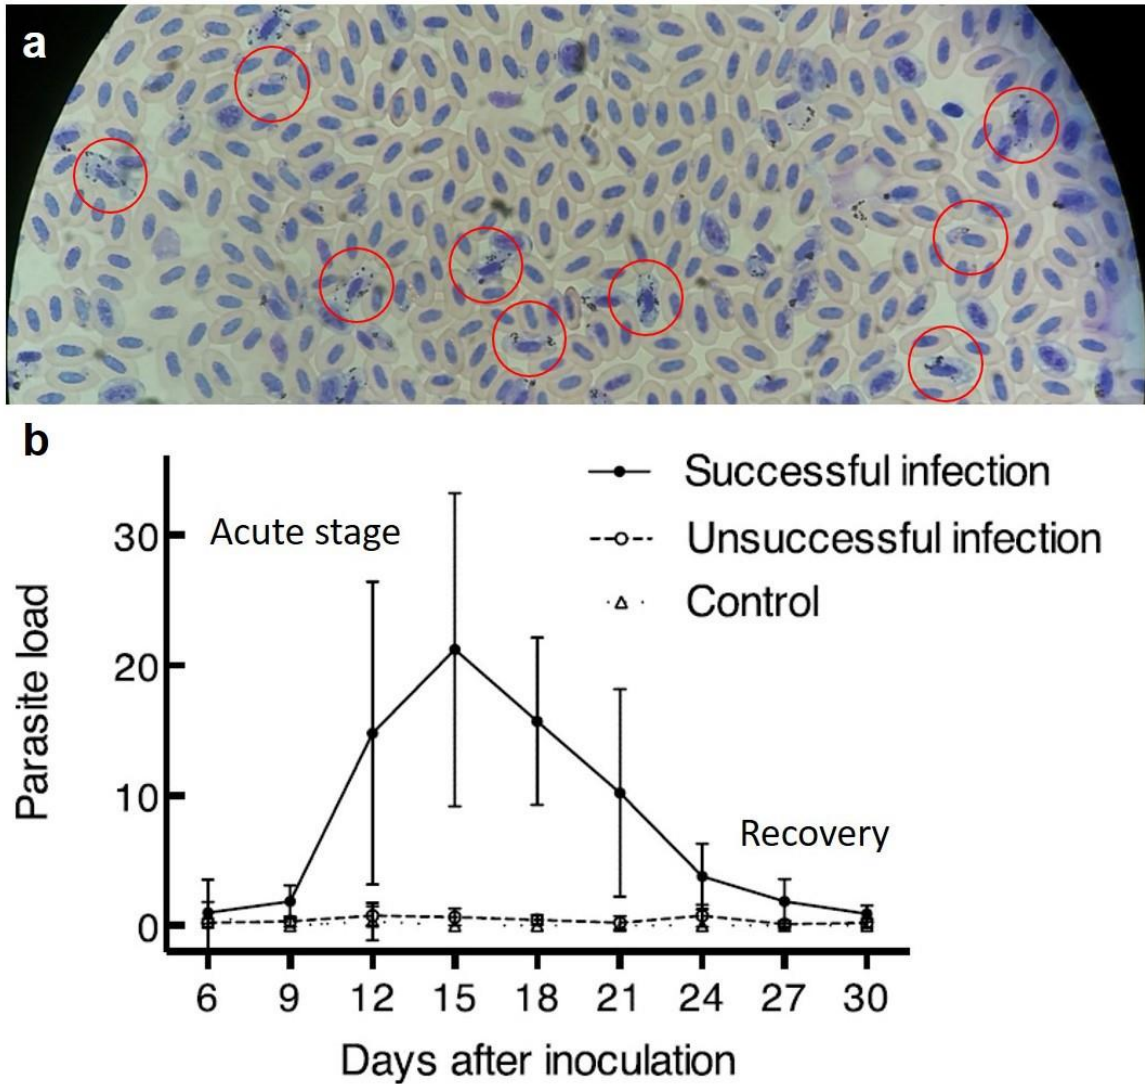 a
b
Successful infection
Unsuccessful infection
Control
Acute stage
Recovery
Parasite load
30
20
10
0
6 9 12 15 18 21 24 27 30
Days after inoculation